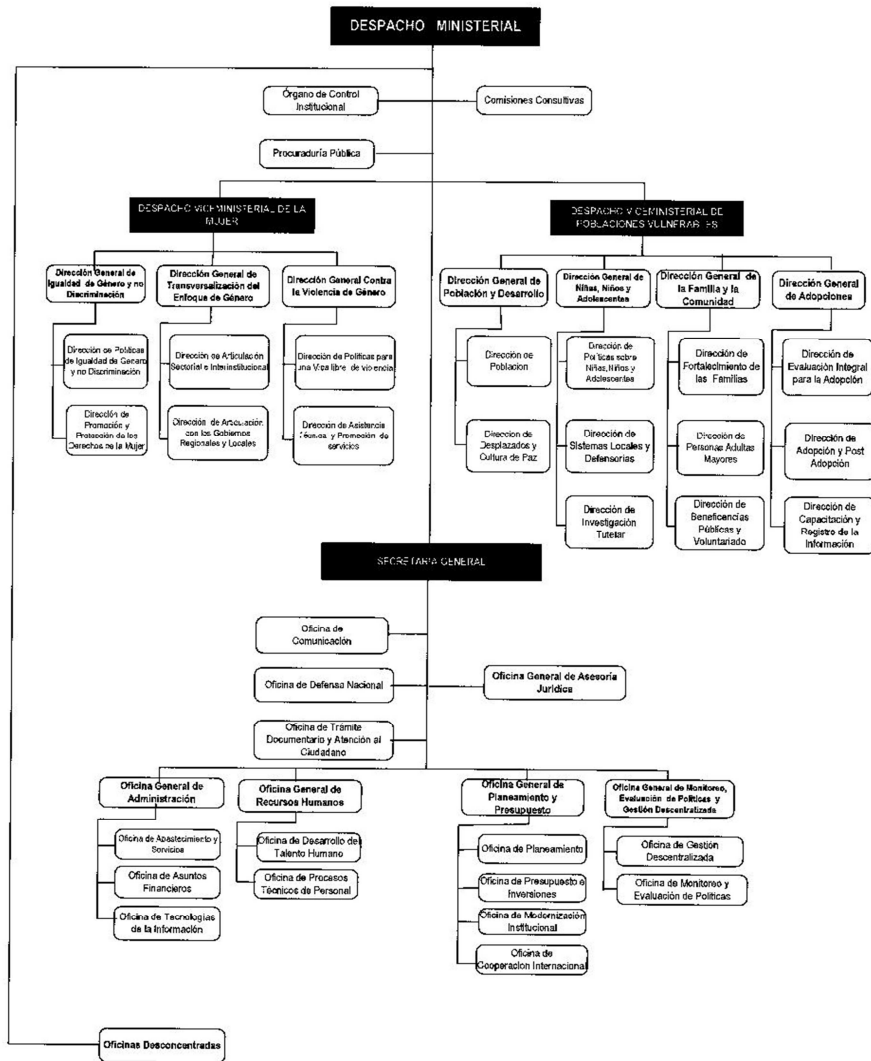 DESPACHO MINISTERIAL
Órgano de Control
Institucional
Comisiones Consultivas
Procuraduría Pública
DESPACHO VICEMINISTERIAL DE LA
MUJER
DESPACHO VICEMINISTERIAL DE
POBLACIONES VULNERABLES
Dirección General de
Igualdad de Género y no
Discriminación
Dirección General de
Transversalización del
Enfoque de Género
Dirección General Contra
la Violencia de Género
Dirección General de
Población y Desarrollo
Dirección General de
Niñas, Niños y
Adolescentes
Dirección General de
la Familia y la
Comunidad
Dirección General
de Adopciones
Dirección de Políticas
de Igualdad de Género
y no Discriminación
Dirección de Articulación
Sectorial e Interinstitucional
Dirección de Políticas para
una Vida libre de violencia
Dirección de
Población
Dirección de
Políticas sobre
Niñas, Niños y
Adolescentes
Dirección de
Fortalecimiento de
las Familias
Dirección de
Evaluación Integral
para la Adopción
Dirección de
Promoción y
Protección de los
Derechos de la Mujer
Dirección de Articulación
con los Gobiernos
Regionales y Locales
Dirección de Asistencia
Técnica y Promoción de
servicios
Dirección de
Desplazados y
Cultura de Paz
Dirección de
Sistemas Locales y
Defensorías
Dirección de
Personas Adultas
Mayores
Dirección de
Adopción y Post
Adopción
Dirección de
Investigación
Tutelar
Dirección de
Beneficencias
Públicas y
Voluntariado
Dirección de
Capacitación y
Registro de la
Información
SECRETARIA GENERAL
Oficina de
Comunicación
Oficina de Defensa Nacional
Oficina General de Asesoría
Jurídica
Oficina de Trámite
Documentario y Atención al
Ciudadano
Oficina General de
Administración
Oficina General de
Recursos Humanos
Oficina General de
Planeamiento y
Presupuesto
Oficina General de Monitoreo,
Evaluación de Políticas y
Gestión Descentralizada
Oficina de Abastecimiento y
Servicios
Oficina de Desarrollo del
Talento Humano
Oficina de Planeamiento
Oficina de Gestión
Descentralizada
Oficina de Asuntos
Financieros
Oficina de Procesos
Técnicos de Personal
Oficina de Presupuesto e
Inversiones
Oficina de Monitoreo y
Evaluación de Políticas
Oficina de Tecnologías
de la Información
Oficina de Modernización
Institucional
Oficina de
Cooperacion Internacional
Oficinas Desconcentradas